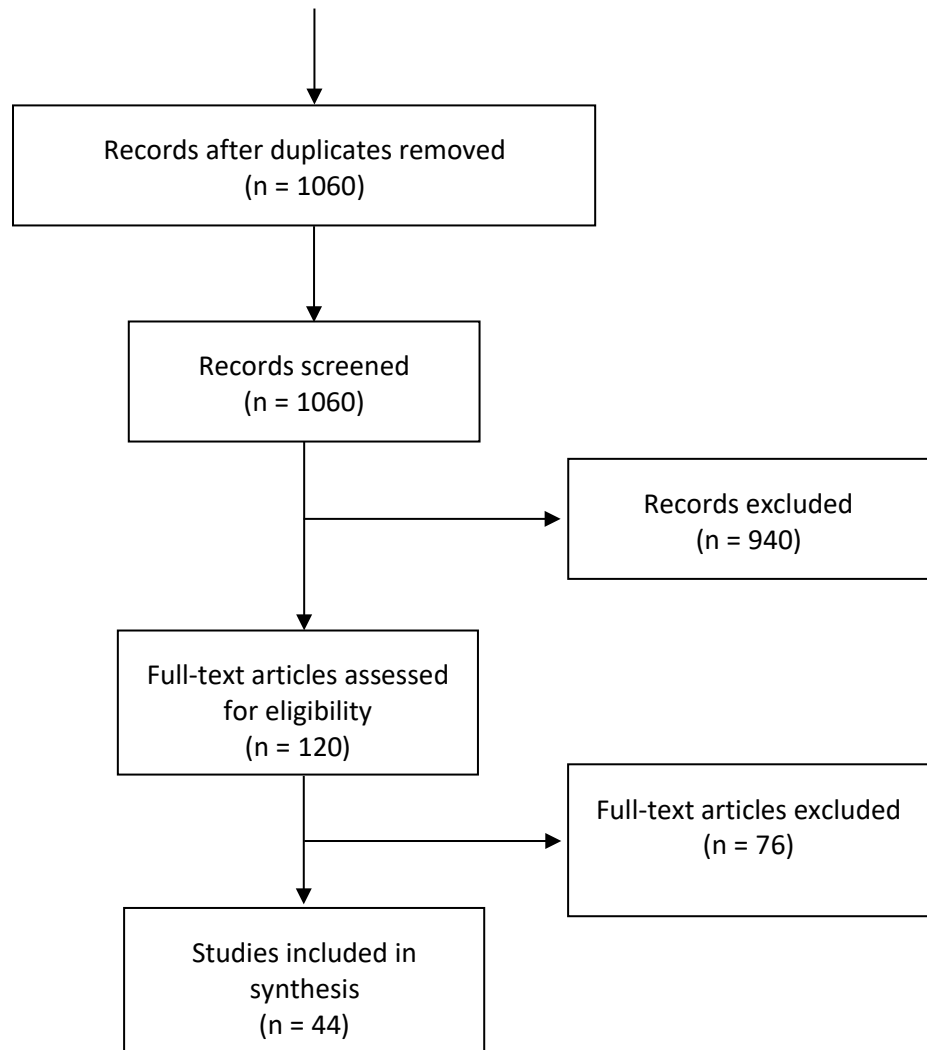 Records after duplicates removed
(n = 1060)
Records screened
(n = 1060)
Records excluded
(n = 940)
Full-text articles assessed
for eligibility
(n = 120)
Full-text articles excluded
(n = 76)
Studies included in
synthesis
(n = 44)